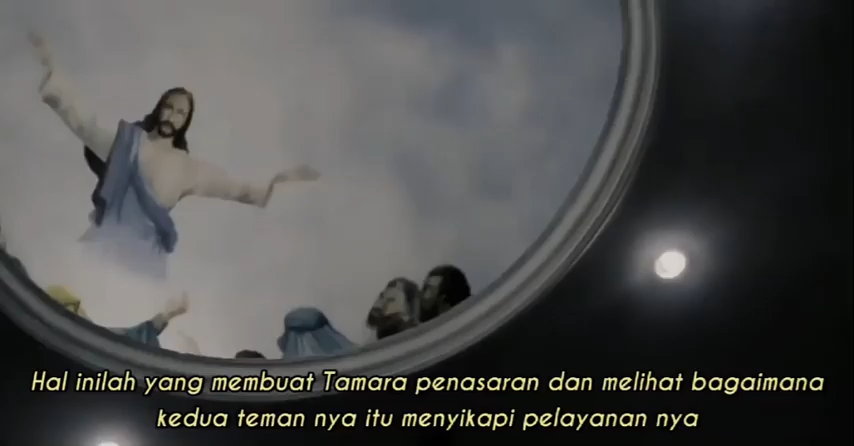 Hal inilah yang membuat Tamara penasaran dan melihat bagaimana
kedua teman nya itu menyikapi pelayanan nya